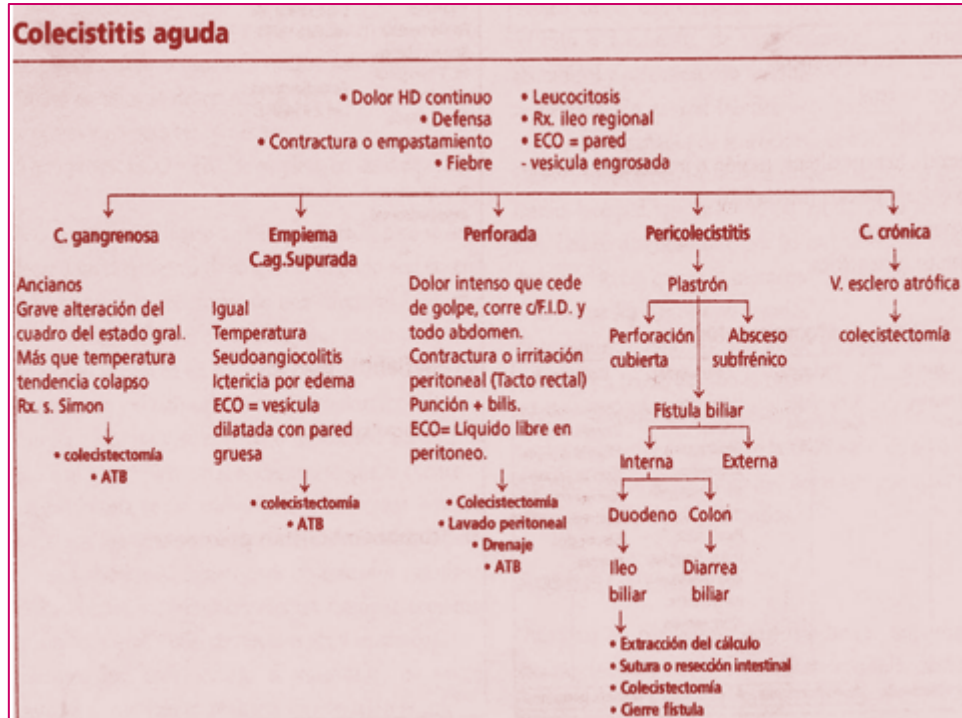 Colecistitis aguda
• Dolor HD continuo
• Defensa
• Contractura o empastamiento
• Fiebre
• Leucocitosis
• Rx. ileo regional
• ECO = pared
- vesicula engrosada
C. gangrenosa
Ancianos
Grave alteración del
cuadro del estado gral.
Más que temperatura
tendencia colapso
Rx. s. Simon
• colecistectomía
• ATB
Empiema
C.ag.Supurada
Igual
Temperatura
Seudoangiocolitis
Ictericia por edema
ECO = vesícula
dilatada con pared
gruesa
• colecistectomía
• ATB
Perforada
Dolor intenso que cede
de golpe, corre c/F.I.D. y
todo abdomen.
Contractura o irritación
peritoneal (Tacto rectal)
Punción + bilis.
ECO= Líquido libre en
peritoneo.
• Colecistectomía
• Lavado peritoneal
• Drenaje
• ATB
Pericolecistitis
Plastrón
Perforación
cubierta
Absceso
subfrénico
Fístula biliar
Interna
Externa
Duodeno
Colon
Ileo
biliar
Diarrea
biliar
• Extracción del cálculo
• Sutura o resección intestinal
• Colecistectomía
• Cierre fístula
C. crónica
V. esclero atrófica
colecistectomía